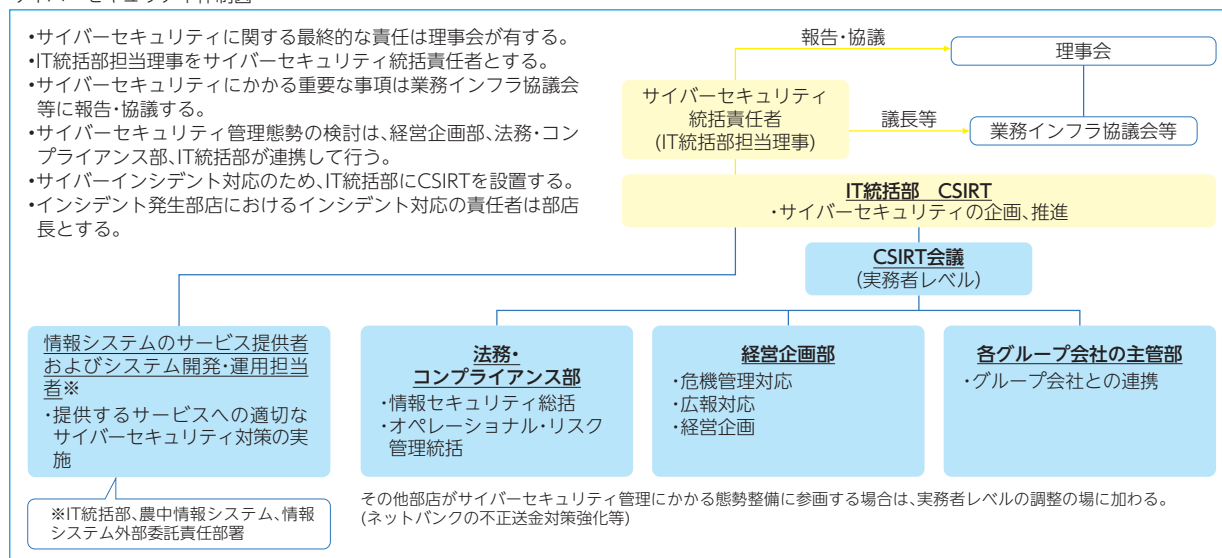 ・サイバーセキュリティに関する最終的な責任は理事会が有する。
・IT統括部担当理事をサイバーセキュリティ統括責任者とする。
・サイバーセキュリティにかかる重要な事項は業務インフラ協議会
等に報告・協議する。
・サイバーセキュリティ管理態勢の検討は、経営企画部、法務・コン
プライアンス部、IT統括部が連携して行う。
・サイバーインシデント対応のため、IT統括部にCSIRTを設置する。
・インシデント発生部店におけるインシデント対応の責任者は部店
長とする。
報告・協議
理事会
サイバーセキュリティ
統括責任者
(IT統括部担当理事)
議長等
業務インフラ協議会等
IT統括部　CSIRT
・サイバーセキュリティの企画、推進
CSIRT会議
(実務者レベル)
情報システムのサービス提供者
およびシステム開発・運用担当
者※
・提供するサービスへの適切な
サイバーセキュリティ対策の実
施
※IT統括部、農中情報システム、情報
システム外部委託責任部署
法務・
コンプライアンス部
・情報セキュリティ総括
・オペレーショナル・リスク
管理統括
経営企画部
・危機管理対応
・広報対応
・経営企画
各グループ会社の主管部
・グループ会社との連携
その他部店がサイバーセキュリティ管理にかかる態勢整備に参画する場合は、実務者レベルの調整の場に加わる。
(ネットバンクの不正送金対策強化等)